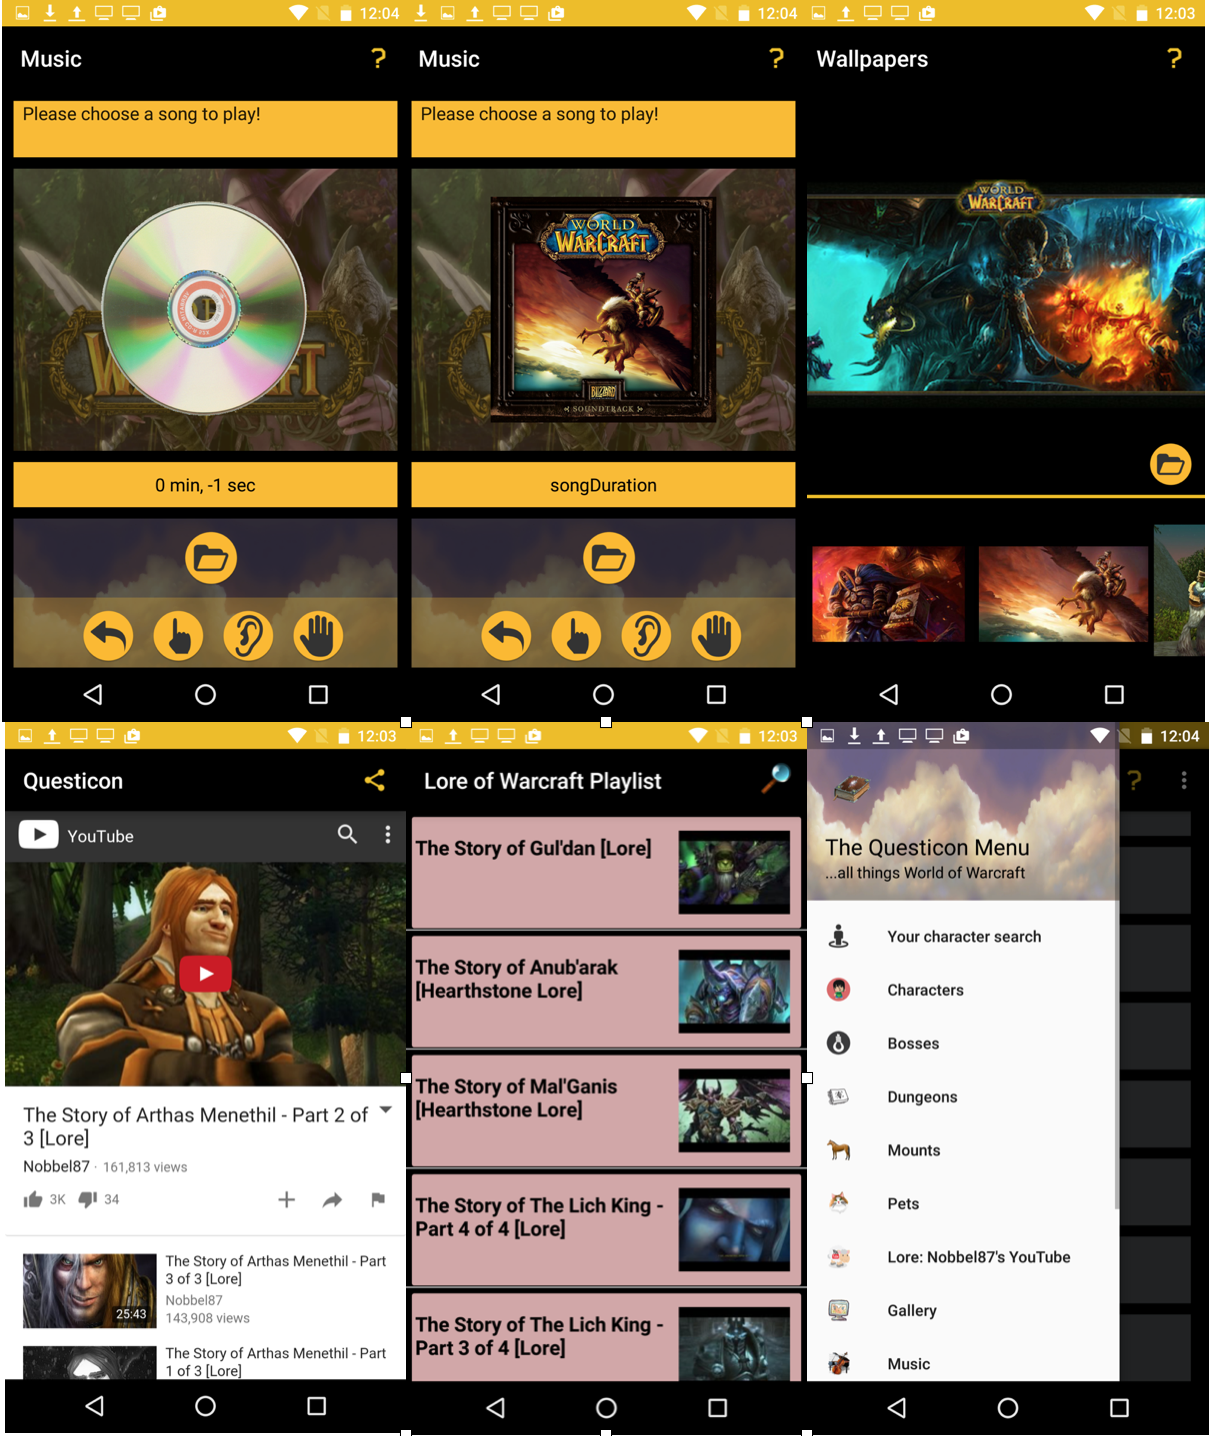 12:04
Music
?
Please choose a song to play!
0 min, -1 sec
12:04
Music
?
Please choose a song to play!
WORLD
WARCRAFT
BLIZZARD
SOUNDTRACK
songDuration
12:03
Wallpapers
?
WORLD
WARCRAFT
12:03
Questicon
YouTube
The Story of Arthas Menethil - Part 2 of
3 [Lore]
Nobbel87 · 161,813 views
3K 34
25:43
The Story of Arthas Menethil - Part
3 of 3 [Lore]
Nobbel87
143,908 views
The Story of Arthas Menethil - Part
1 of 3 [Lore]
12:03
Lore of Warcraft Playlist
The Story of Gul'dan [Lore]
The Story of Anub'arak
[Hearthstone Lore]
The Story of Mal'Ganis
[Hearthstone Lore]
The Story of The Lich King -
Part 4 of 4 [Lore]
The Story of The Lich King -
Part 3 of 4 [Lore]
12:04
?
The Questicon Menu
...all things World of Warcraft
Your character search
Characters
Bosses
Dungeons
Mounts
Pets
Lore: Nobbel87's YouTube
Gallery
Music